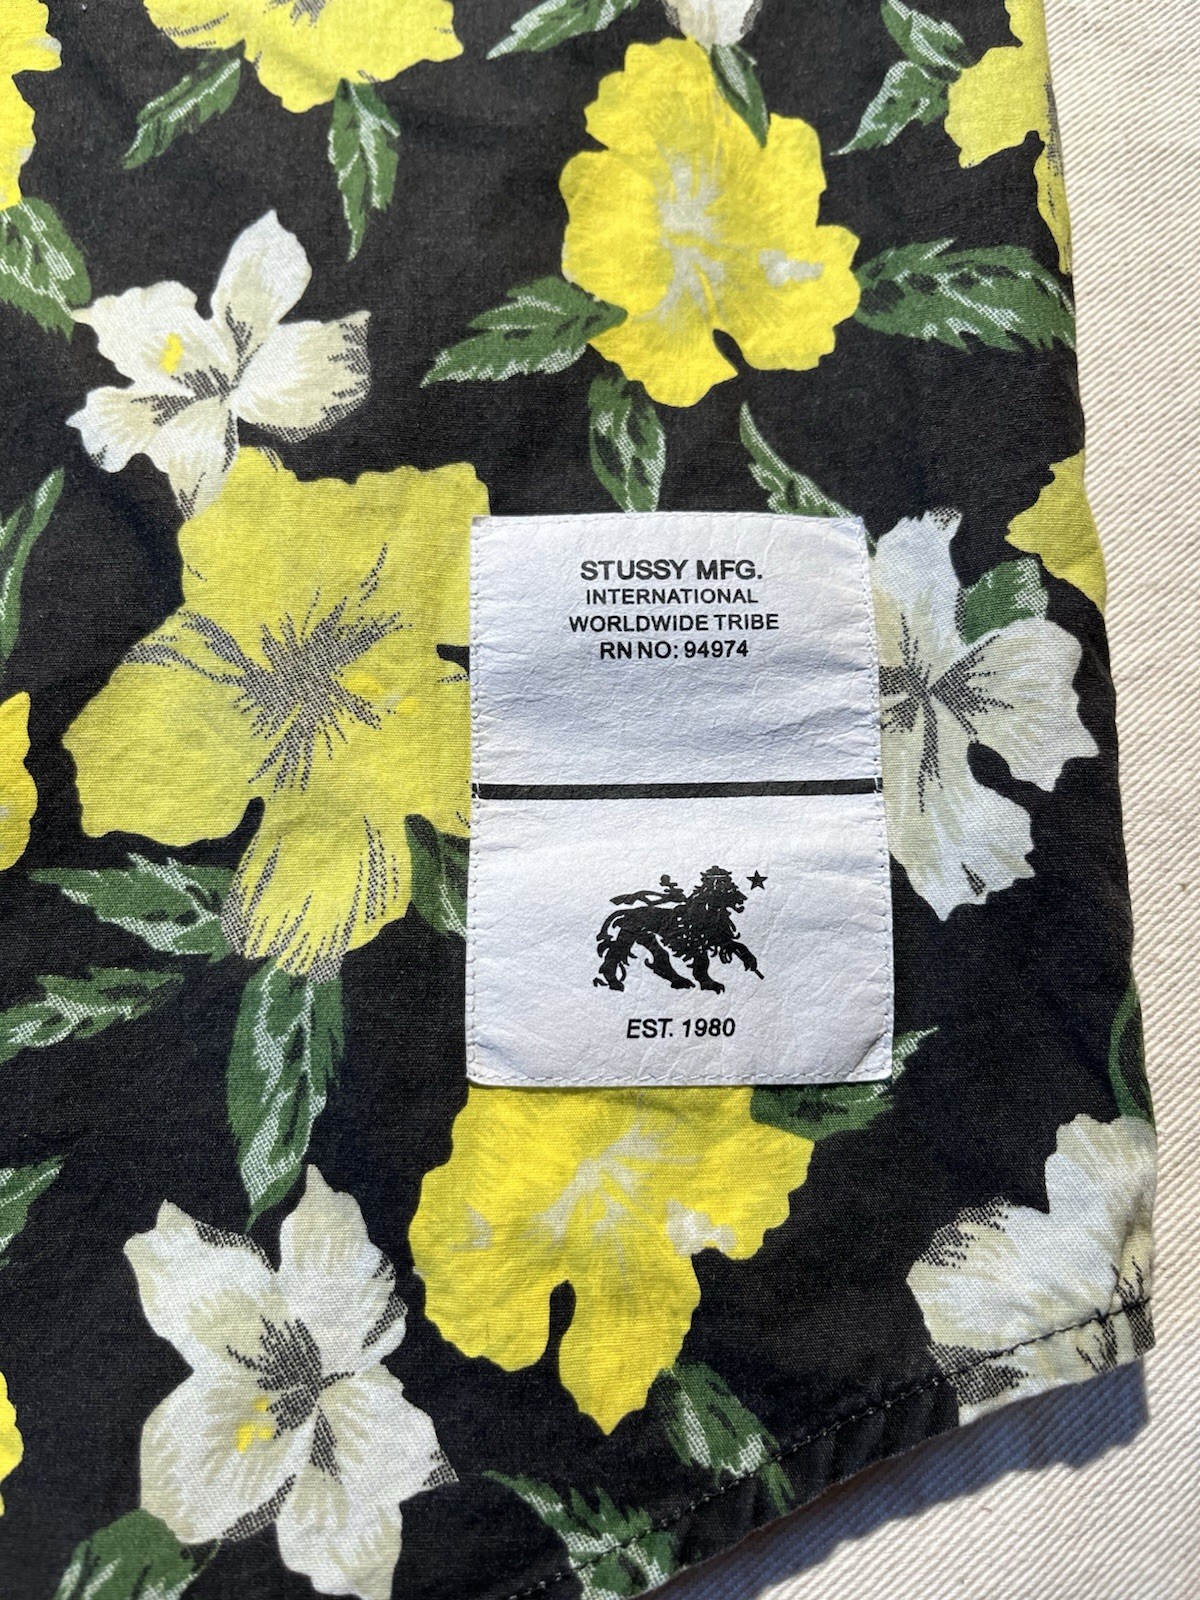 STUSSY MFG.
INTERNATIONAL
WORLDWIDE TRIBE
RN NO: 94974
EST. 1980